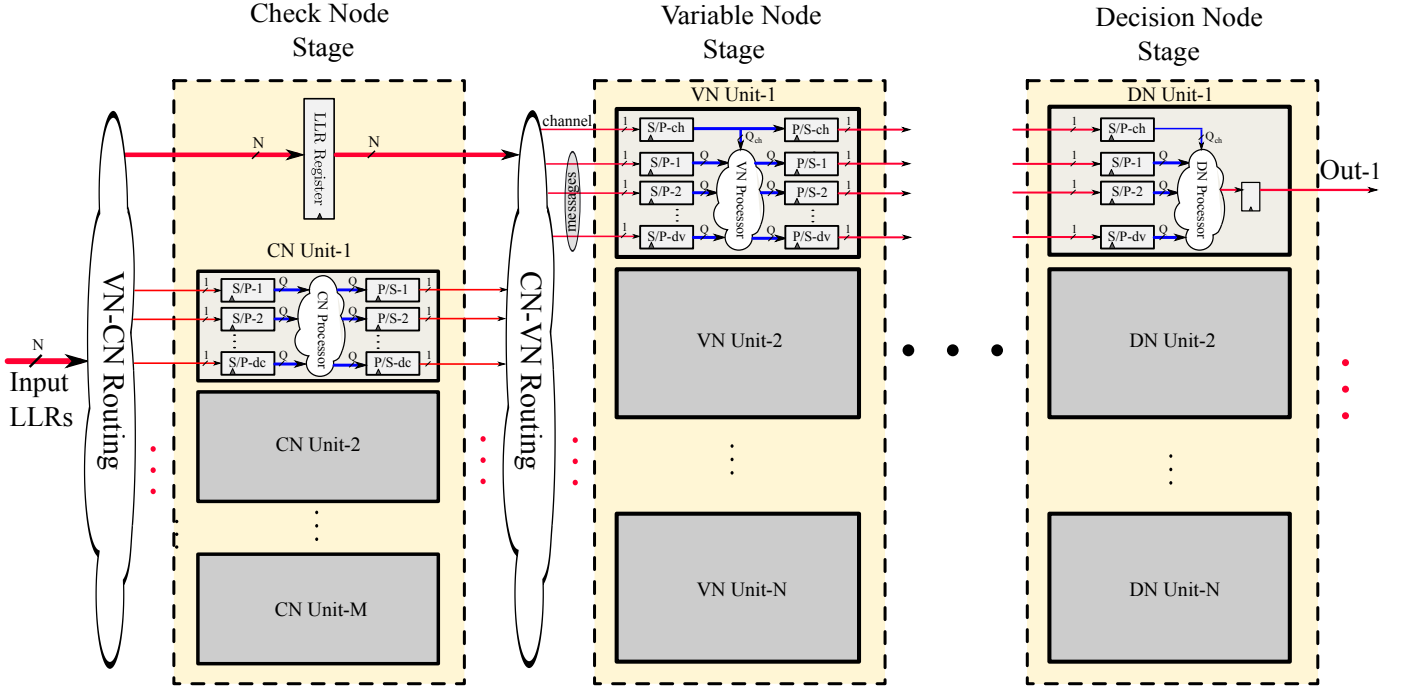 Check Node
Stage
Variable Node
Stage
Decision Node
Stage
N
LLR Register
N
VN-CN Routing
N
Input
LLRs
CN Unit-1
1 S/P-1 Q Q P/S-1 1
1 S/P-2 Q Q P/S-2 1
CN Processor
1 S/P-dc Q Q P/S-dc 1
CN Unit-2
CN Unit-M
CN-VN Routing
channel
messages
VN Unit-1
1 S/P-ch Qch P/S-ch 1
1 S/P-1 Q Q P/S-1 1
1 S/P-2 Q Q P/S-2 1
VN Processor
1 S/P-dv Q Q P/S-dv 1
VN Unit-2
VN Unit-N
DN Unit-1
1 S/P-ch Qch
1 S/P-1 Q
1 S/P-2 Q
DN Processor
1 S/P-dv Q
Out-1
DN Unit-2
DN Unit-N